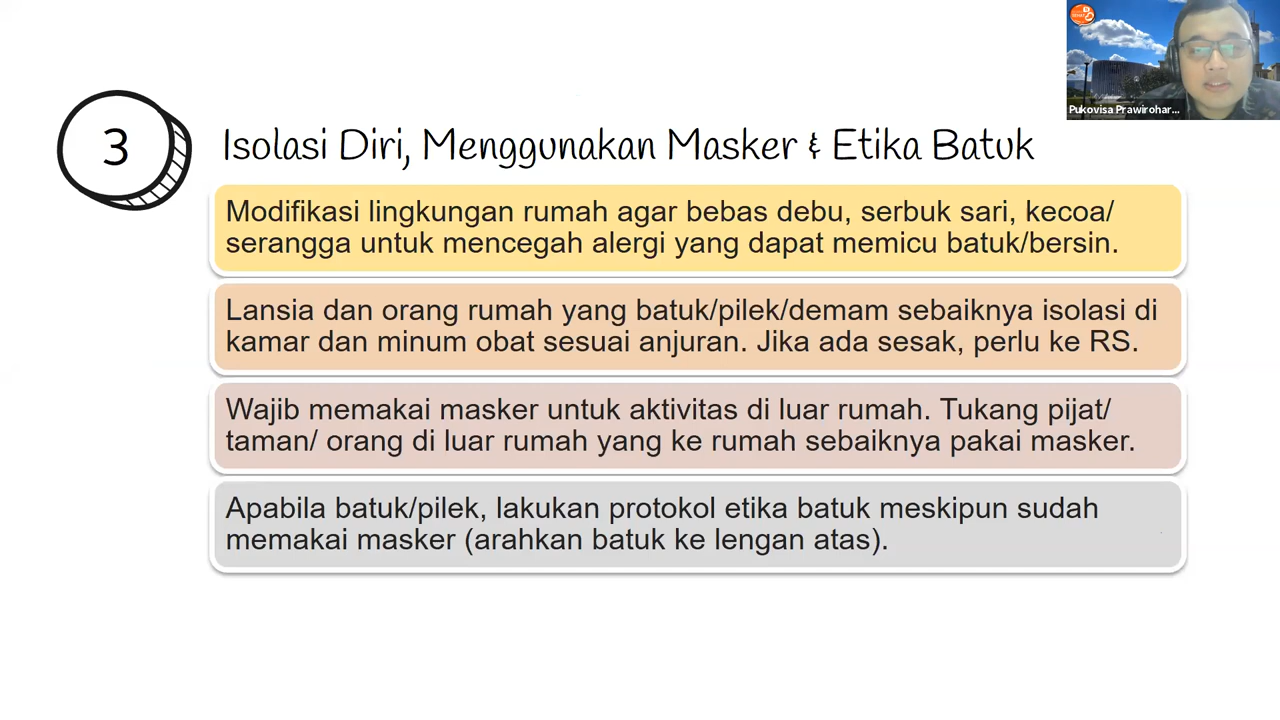 3
Isolasi Diri, Menggunakan Masker & Etika Batuk
Modifikasi lingkungan rumah agar bebas debu, serbuk sari, kecoa/
serangga untuk mencegah alergi yang dapat memicu batuk/bersin.
Lansia dan orang rumah yang batuk/pilek/demam sebaiknya isolasi di
kamar dan minum obat sesuai anjuran. Jika ada sesak, perlu ke RS.
Wajib memakai masker untuk aktivitas di luar rumah. Tukang pijat/
taman/ orang di luar rumah yang ke rumah sebaiknya pakai masker.
Apabila batuk/pilek, lakukan protokol etika batuk meskipun sudah
memakai masker (arahkan batuk ke lengan atas).
Pukovisa Prawirohar...